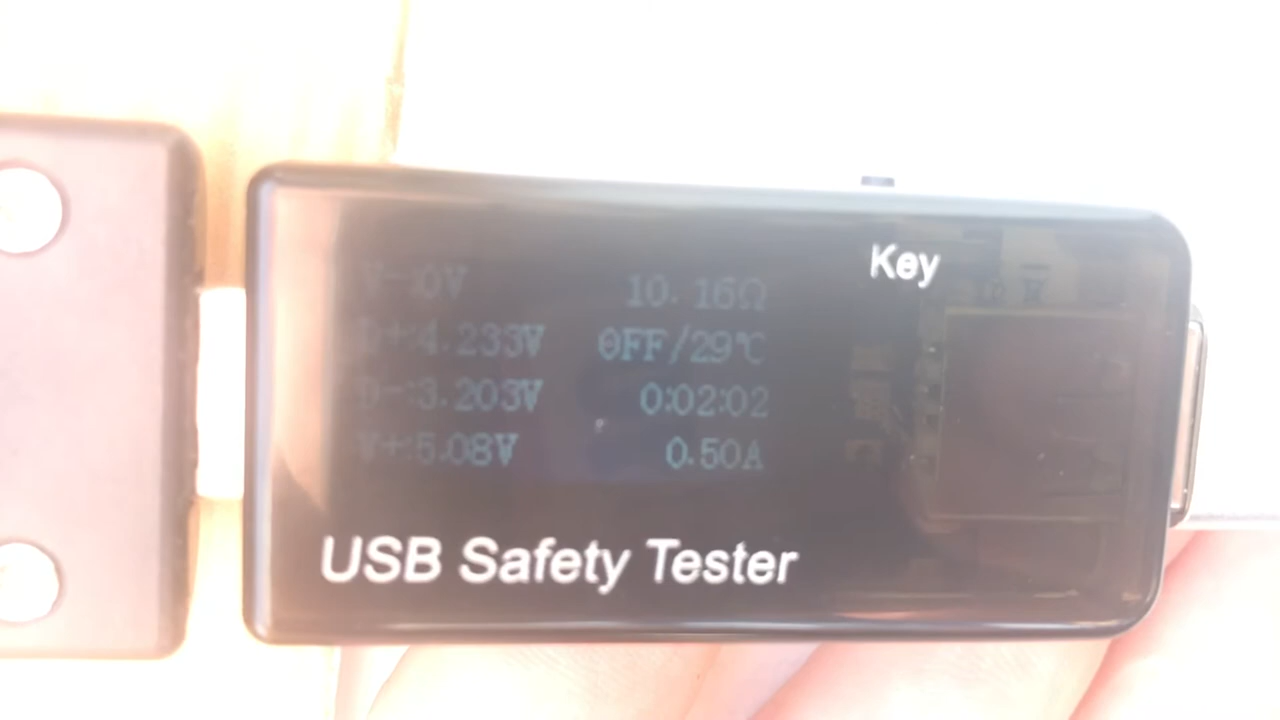 Key
V-:0V 10.16Ω
D+:4.233V OFF/29℃
D-:3.203V 0:02:02
V+:5.08V 0.50A
USB Safety Tester